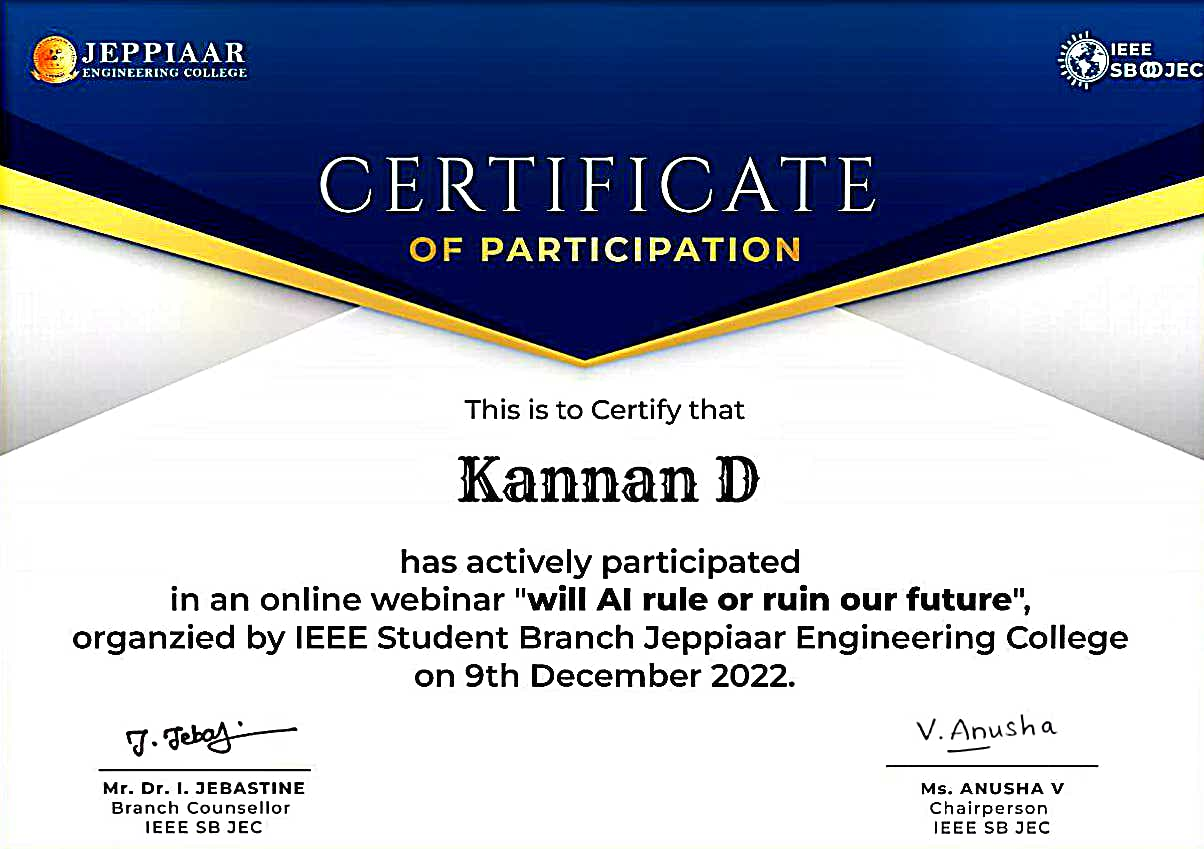 JEPPIAAR
ENGINEERING COLLEGE
IEEE
SB JEC
CERTIFICATE
OF PARTICIPATION
This is to Certify that
Kannan D
has actively participated
in an online webinar "will AI rule or ruin our future",
organzied by IEEE Student Branch Jeppiaar Engineering College
on 9th December 2022.
V. Anusha
Mr. Dr. I. JEBASTINE
Branch Counsellor
IEEE SB JEC
Ms. ANUSHA V
Chairperson
IEEE SB JEC